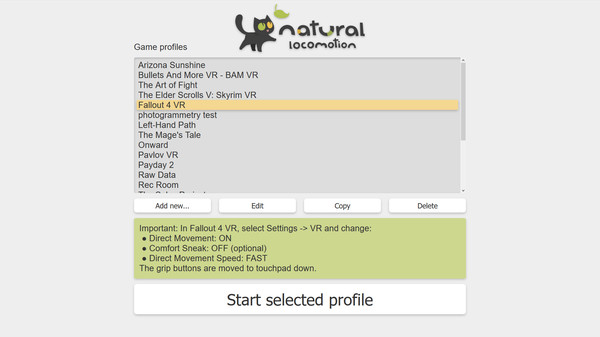 natural
locomotion
Game profiles
Arizona Sunshine
Bullets And More VR - BAM VR
The Art of Fight
The Elder Scrolls V: Skyrim VR
Fallout 4 VR
photogrammetry test
Left-Hand Path
The Mage's Tale
Onward
Pavlov VR
Payday 2
Raw Data
Rec Room
Add new... Edit Copy Delete
Important: In Fallout 4 VR, select Settings -> VR and change:
● Direct Movement: ON
● Comfort Sneak: OFF (optional)
● Direct Movement Speed: FAST
The grip buttons are moved to touchpad down.
Start selected profile